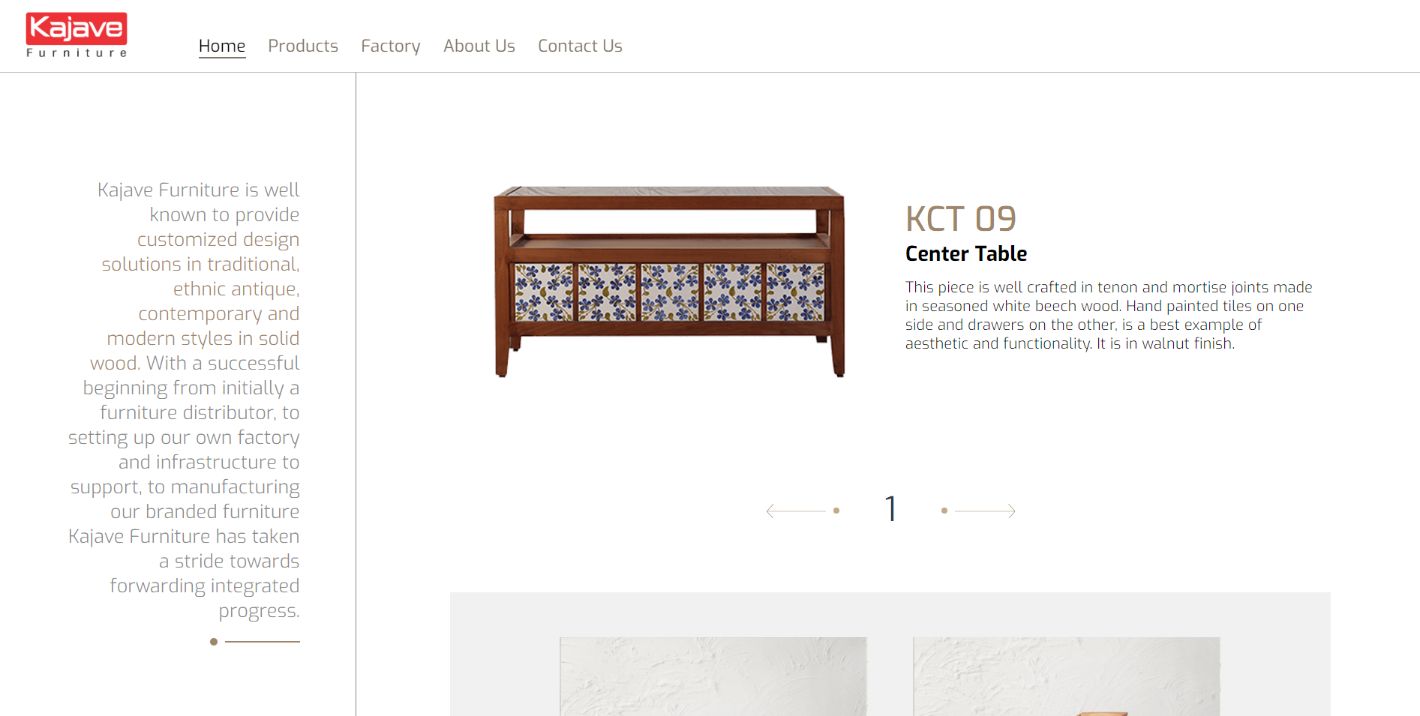 Kajave
Furniture
Home Products Factory About Us Contact Us
Kajave Furniture is well
known to provide
customized design
solutions in traditional,
ethnic antique,
contemporary and
modern styles in solid
wood. With a successful
beginning from initially a
furniture distributor, to
setting up our own factory
and infrastructure to
support, to manufacturing
our branded furniture
Kajave Furniture has taken
a stride towards
forwarding integrated
progress.
KCT 09
Center Table
This piece is well crafted in tenon and mortise joints made
in seasoned white beech wood. Hand painted tiles on one
side and drawers on the other, is a best example of
aesthetic and functionality. It is in walnut finish.
1